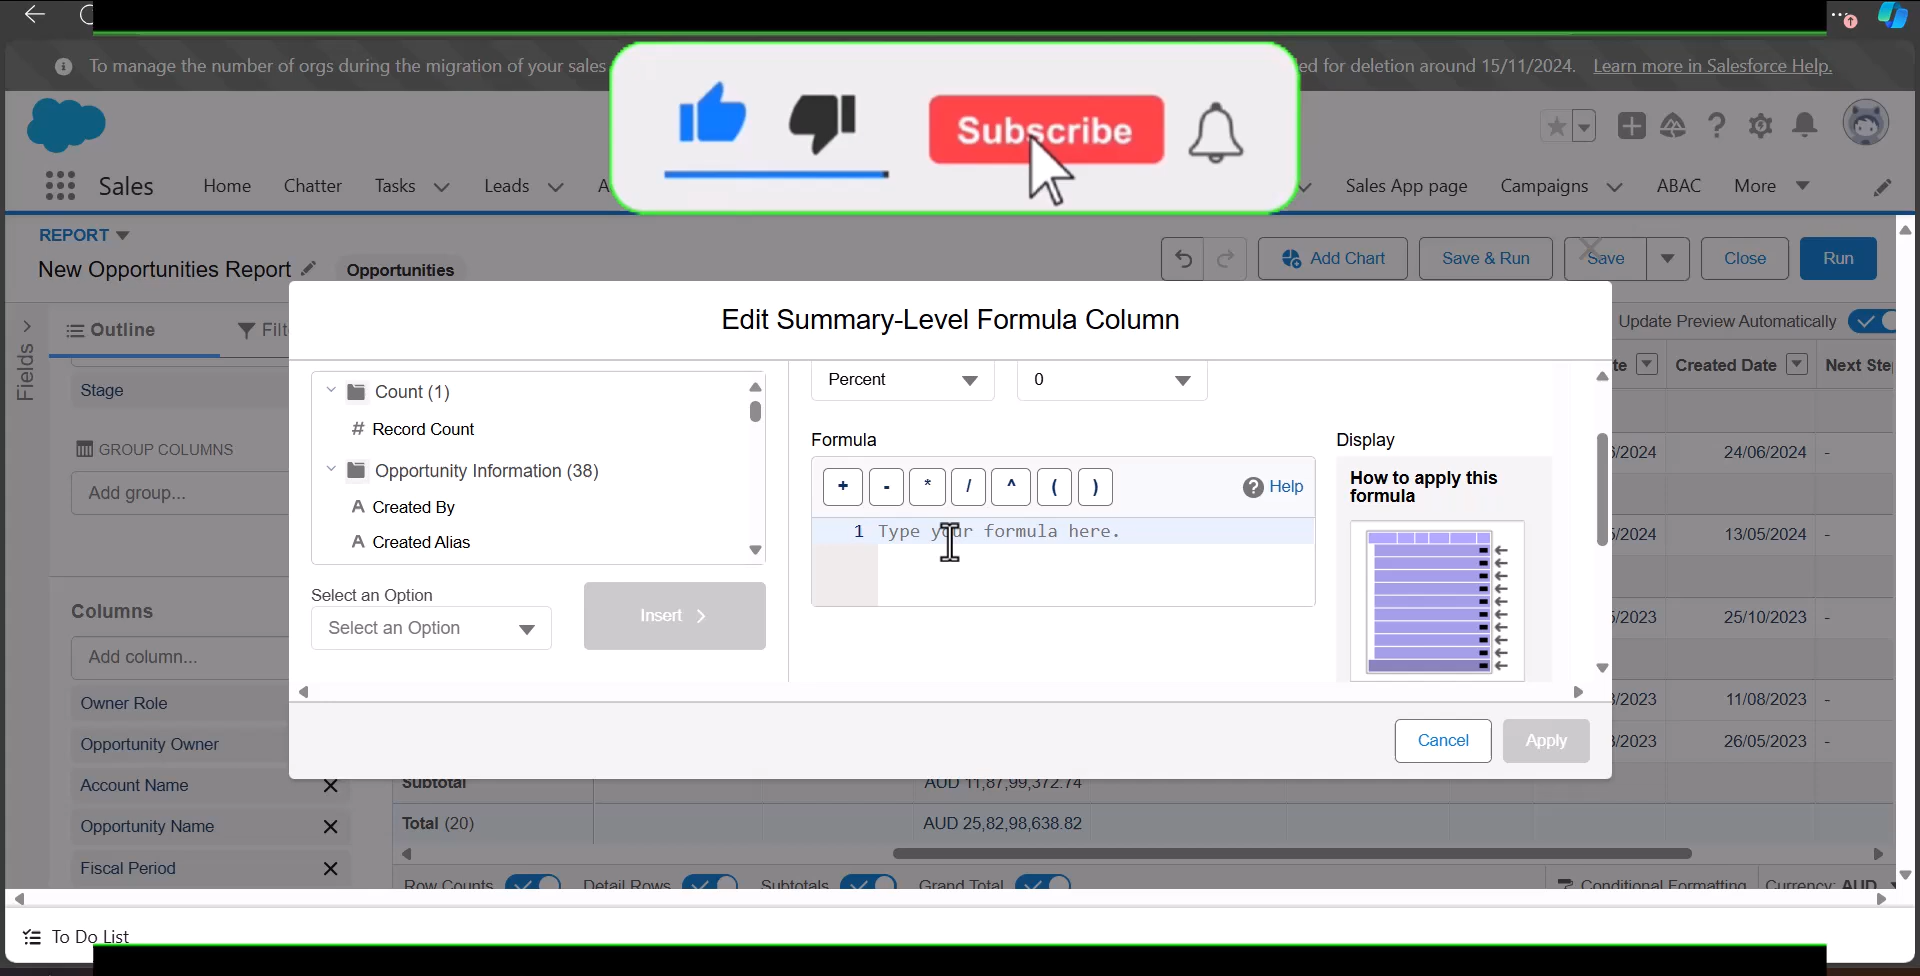 To manage the number of orgs during the migration of your sales
ed for deletion around 15/11/2024. Learn more in Salesforce Help.
Subscribe
Sales Home Chatter Tasks Leads A Sales App page Campaigns ABAC More
REPORT
New Opportunities Report Opportunities
Add Chart Save & Run Save Close Run
Fields
Outline Filt
Update Preview Automatically
Edit Summary-Level Formula Column
te Created Date Next Ste
Stage
GROUP COLUMNS
Add group...
Columns
Add column...
Owner Role
Opportunity Owner
Account Name
Opportunity Name
Fiscal Period
Count (1)
# Record Count
Opportunity Information (38)
A Created By
A Created Alias
Select an Option
Select an Option
Insert >
Percent 0
Formula
+ - * / ^ ( ) Help
1 Type your formula here.
Display
How to apply this
formula
Cancel Apply
/2024 24/06/2024 -
/2024 13/05/2024 -
/2023 25/10/2023 -
/2023 11/08/2023 -
/2023 26/05/2023 -
Subtotal AUD 11,87,99,372.74
Total (20) AUD 25,82,98,638.82
Row Counts Detail Rows Subtotals Grand Total Conditional Formatting Currency: AUD
To Do List